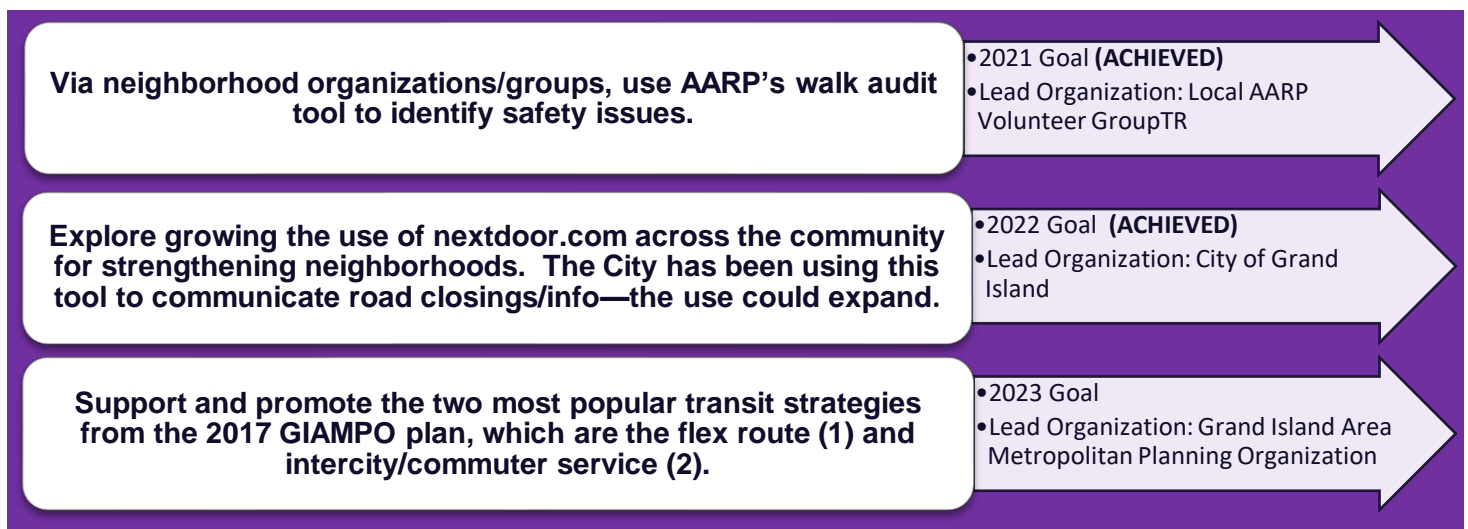 Via neighborhood organizations/groups, use AARP's walk audit
tool to identify safety issues.
•2021 Goal (ACHIEVED)
•Lead Organization: Local AARP
Volunteer GroupTR
Explore growing the use of nextdoor.com across the community
for strengthening neighborhoods.  The City has been using this
tool to communicate road closings/info—the use could expand.
•2022 Goal  (ACHIEVED)
•Lead Organization: City of Grand
Island
Support and promote the two most popular transit strategies
from the 2017 GIAMPO plan, which are the flex route (1) and
intercity/commuter service (2).
•2023 Goal
•Lead Organization: Grand Island Area
Metropolitan Planning Organization